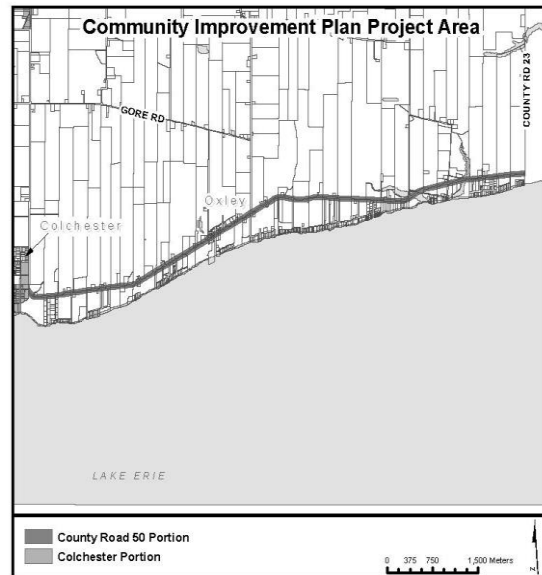 Community Improvement Plan Project Area
COUNTY RD 23
GORE RD
Oxley
Colchester
LAKE ERIE
County Road 50 Portion
Colchester Portion
0 375 750 1,500 Meters
N